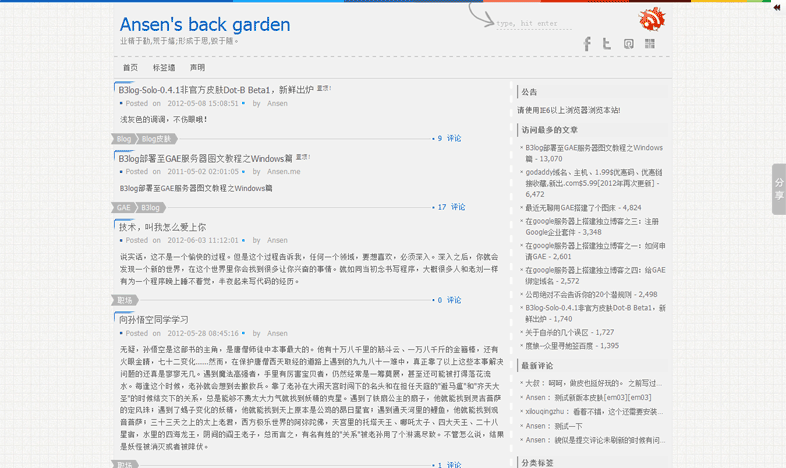 Ansen's back garden
业精于勤,荒于嬉;形成于思,毁于随。
type, hit enter
首页 标签墙 声明
B3log-Solo-0.4.1非官方皮肤Dot-B Beta1，新鲜出炉 置顶！
Posted on 2012-05-08 15:08:51 by Ansen
浅灰色的调调，不伤眼哦！
Blog Blog皮肤
9 评论
B3log部署至GAE服务器图文教程之Windows篇 置顶！
Posted on 2011-05-02 02:01:05 by Ansen.me
B3log部署至GAE服务器图文教程之Windows篇
GAE B3log
17 评论
技术，叫我怎么爱上你
Posted on 2012-06-03 11:12:01 by Ansen
说实话，这不是一个愉快的过程。但是这个过程告诉我，任何一个领域，要想喜欢，必须深入。深入之后，你就会
发现一个新的世界，在这个世界里你会找到很多让你兴奋的事情。就如同当初念书写程序，大概很多人和老刘一样
有为一个程序晚上睡不着觉，半夜起来写代码的经历。
职场
0 评论
向孙悟空同学学习
Posted on 2012-05-28 08:45:16 by Ansen
无疑，孙悟空是这部书的主角，是唐僧师徒中本事最大的。他有十万八千里的筋斗云、一万八千斤的金箍棒，还有
火眼金睛，七十二变化……然而，在保护唐僧西天取经的道路上遇到的九九八十一难中，真正靠了以上这些本事解决
问题的还真是寥寥无几。遇到强劲的对手，手里有厉害宝贝者，仍然经常是一筹莫展，甚至还可能被打得落花流
水。每逢这个时候，老孙就会想到去搬救兵。靠了老孙在大闹天宫时闯下的名头和在担任天庭的"避马瘟"和"齐天大
圣"的时候结交下的关系，总是能够不费太大力气就找到妖精的克星。遇到了铁扇公主的扇子，他就能找到灵吉菩萨
的定风珠；遇到了蝎子变化的妖精，他就能找到天上原本是公鸡的昴日星官；遇到通天河里的鲤鱼，他就能找到观
音菩萨；三十三天之上的太上老君，西方极乐世界的阿弥陀佛，天宫里的托塔天王、哪吒太子、四大天王、二十八
星宿，水里的四海龙王，阴间的阎王老子，总而言之，有名有姓的"关系"被老孙用了个淋漓尽致。不管怎么说，结果
是妖怪被消灭或者被降伏。
职场
1 评论
公告
请使用IE6以上浏览器浏览本站!
访问最多的文章
B3log部署至GAE服务器图文教程之Windows
篇 - 13,070
godaddy域名、主机、1.99$优惠码、优惠链
接收藏,新出.com$5.99[2012年再次更新] -
6,472
最近无聊用GAE搭建了个图床 - 4,824
在google服务器上搭建独立博客之三：注册
Google企业套件 - 3,348
在google服务器上搭建独立博客之一：如何申
请GAE - 2,601
在google服务器上搭建独立博客之四：给GAE
绑定域名 - 2,572
公司绝对不会告诉你的20个潜规则 - 2,498
B3log-Solo-0.4.1非官方皮肤Dot-B Beta1，新
鲜出炉 - 1,740
关于自杀的几个误区 - 1,727
度娘--众里寻她签百度 - 1,395
最新评论
大叔： 呵呵，做皮也挺好玩的。 之前写过...
Ansen： 测试新版本皮肤[em03][em03]
xilouqingzhu： 看着不错，这个还需要安装...
Ansen： 测试一下
Ansen： 貌似是提交评论未刷新的时候有问...
分类标签
分享